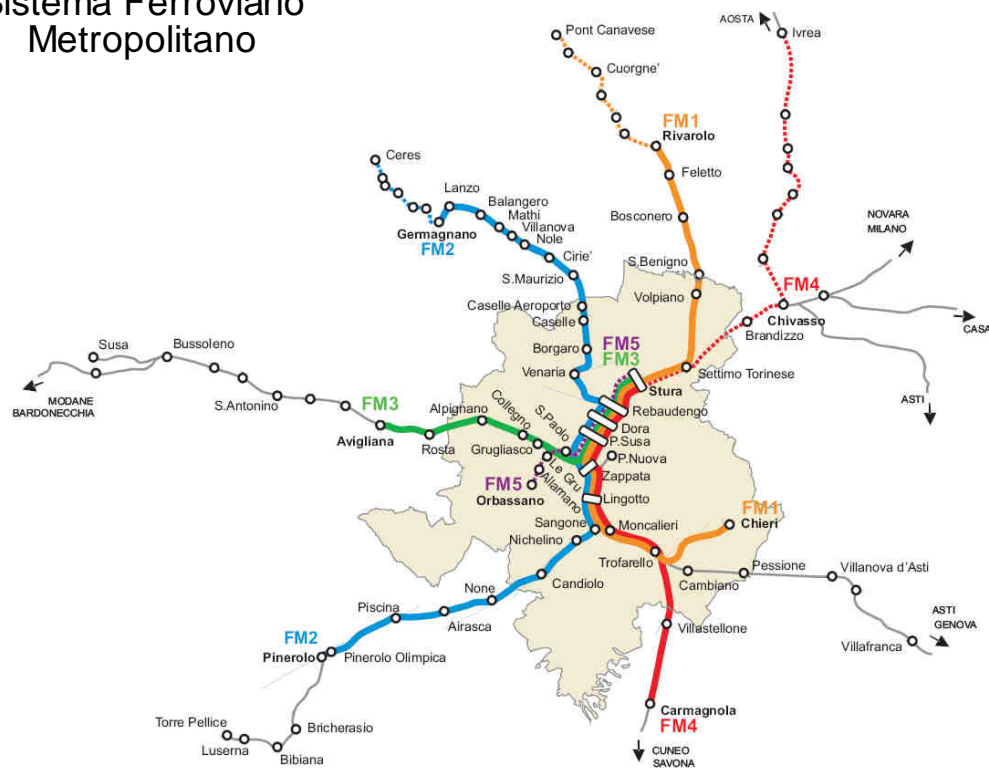 Sistema Ferroviario
Metropolitano
AOSTA
Ivrea
Pont Canavese
Cuorgne'
FM1
Rivarolo
Feletto
Bosconero
S.Benigno
Volpiano
Ceres
Lanzo
Balangero
Mathi
Villanova
Nole
Cirie'
Germagnano
FM2
S.Maurizio
Caselle Aeroporto
Caselle
Borgaro
Venaria
NOVARA
MILANO
FM4
Chivasso
Brandizzo
CASA
ASTI
Settimo Torinese
FM5
FM3
Stura
Rebaudengo
Dora
P.Susa
P.Nuova
Zappata
Lingotto
Susa
Bussoleno
MODANE
BARDONECCHIA
S.Antonino
FM3
Avigliana
Rosta
Alpignano
Collegno
Grugliasco
S.Paolo
Le Gru
Allamano
FM5
Orbassano
FM1
Chieri
Sangone
Moncalieri
Nichelino
Trofarello
Cambiano
Pessione
Villanova d'Asti
ASTI
GENOVA
Villafranca
Candiolo
None
Airasca
Piscina
FM2
Pinerolo
Pinerolo Olimpica
Villastellone
Carmagnola
FM4
CUNEO
SAVONA
Torre Pellice
Luserna
Bricherasio
Bibiana